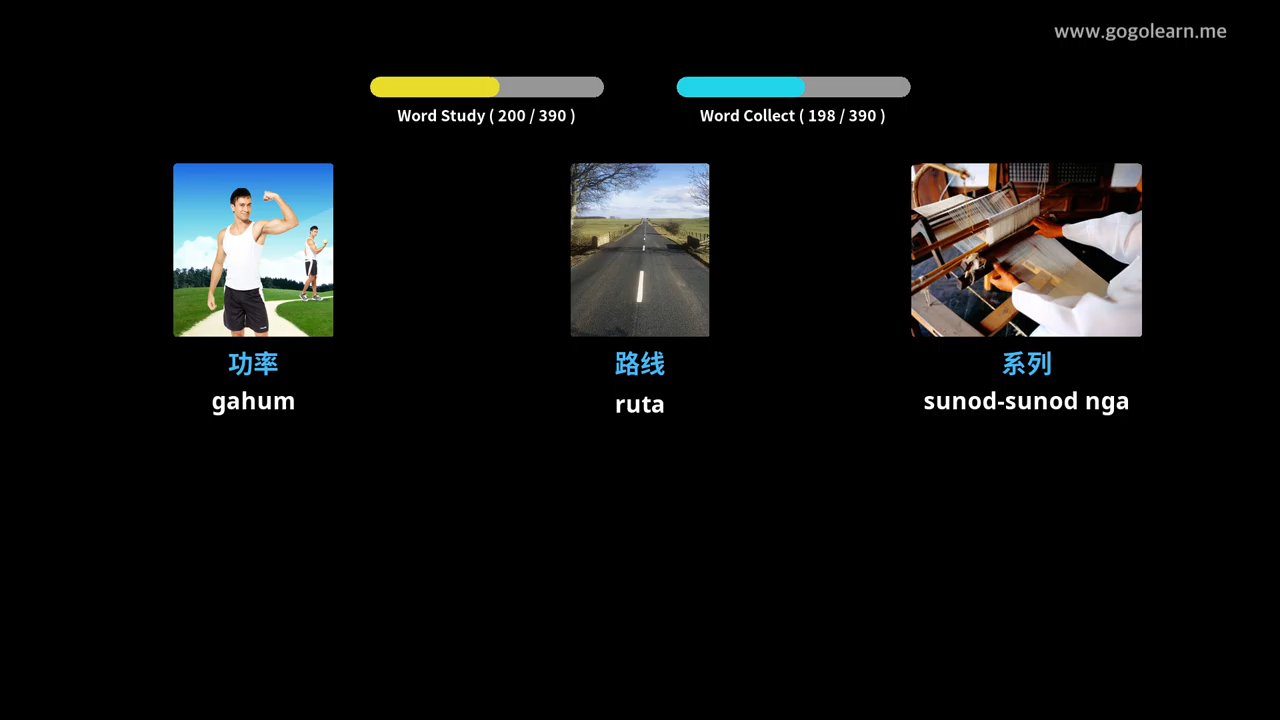 www.gogolearn.me
Word Study ( 200 / 390 )
Word Collect ( 198 / 390 )
功率
gahum
路线
ruta
系列
sunod-sunod nga